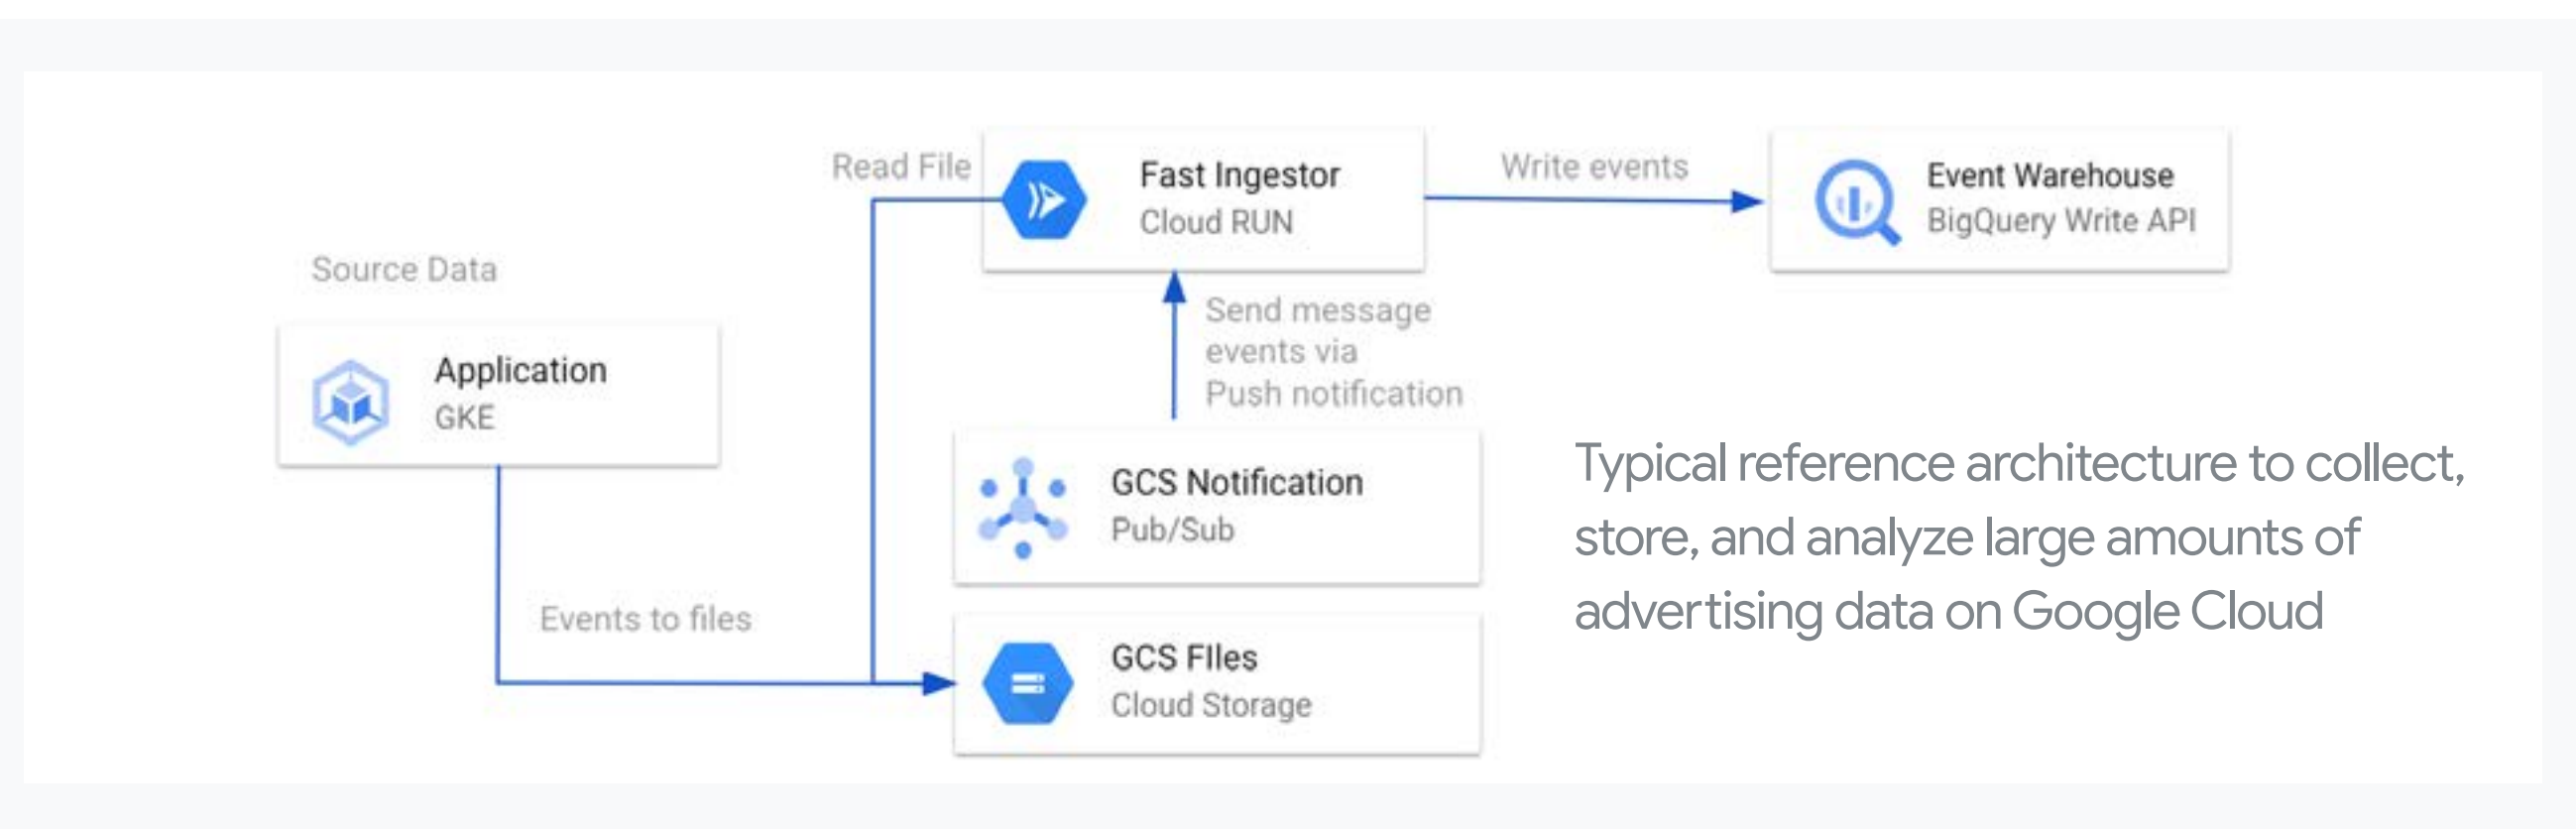 Read File
Fast Ingestor
Cloud RUN
Write events
Event Warehouse
BigQuery Write API
Source Data
Application
GKE
Send message
events via
Push notification
GCS Notification
Pub/Sub
Events to files
GCS FIles
Cloud Storage
Typical reference architecture to collect,
store, and analyze large amounts of
advertising data on Google Cloud